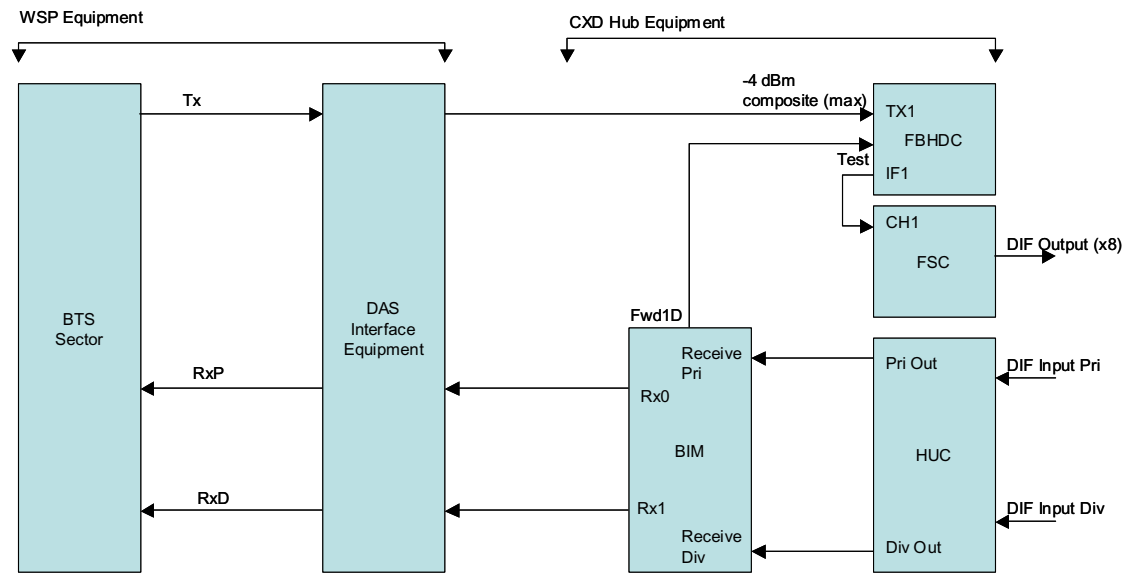 WSP Equipment
CXD Hub Equipment
Tx
-4 dBm
composite (max)
TX1
FBHDC
Test
IF1
CH1
FSC
DIF Output (x8)
BTS
Sector
DAS
Interface
Equipment
Fwd1D
Receive
Pri
Pri Out
DIF Input Pri
RxP
Rx0
BIM
HUC
RxD
Rx1
DIF Input Div
Receive
Div
Div Out